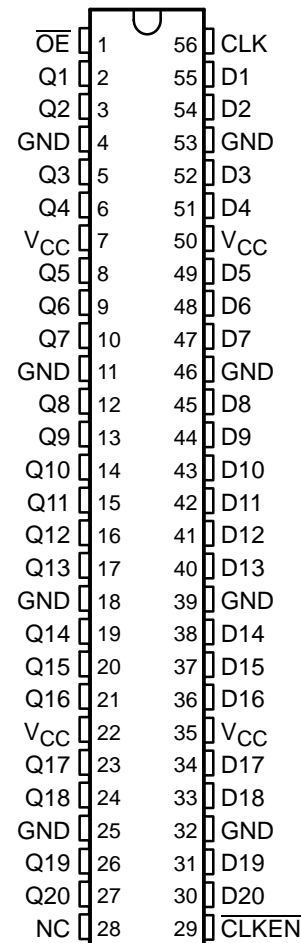 O̅E̅ 1 56 CLK
Q1 2 55 D1
Q2 3 54 D2
GND 4 53 GND
Q3 5 52 D3
Q4 6 51 D4
VCC 7 50 VCC
Q5 8 49 D5
Q6 9 48 D6
Q7 10 47 D7
GND 11 46 GND
Q8 12 45 D8
Q9 13 44 D9
Q10 14 43 D10
Q11 15 42 D11
Q12 16 41 D12
Q13 17 40 D13
GND 18 39 GND
Q14 19 38 D14
Q15 20 37 D15
Q16 21 36 D16
VCC 22 35 VCC
Q17 23 34 D17
Q18 24 33 D18
GND 25 32 GND
Q19 26 31 D19
Q20 27 30 D20
NC 28 29 C̅L̅K̅E̅N̅